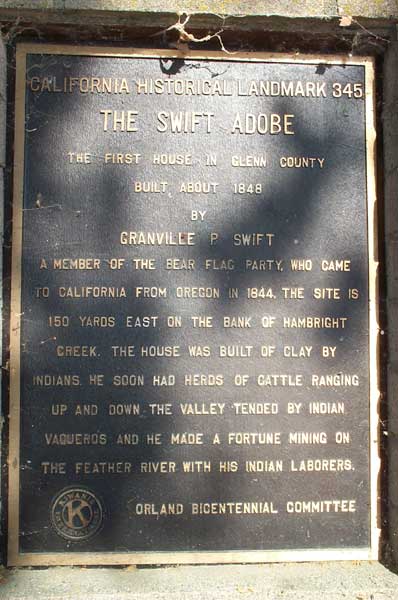 CALIFORNIA HISTORICAL LANDMARK 345
THE SWIFT ADOBE
THE FIRST HOUSE IN GLENN COUNTY
BUILT ABOUT 1848
BY
GRANVILLE P. SWIFT
A MEMBER OF THE BEAR FLAG PARTY, WHO CAME
TO CALIFORNIA FROM OREGON IN 1844. THE SITE IS
150 YARDS EAST ON THE BANK OF HAMBRIGHT
CREEK. THE HOUSE WAS BUILT OF CLAY BY
INDIANS. HE SOON HAD HERDS OF CATTLE RANGING
UP AND DOWN THE VALLEY TENDED BY INDIAN
VAQUEROS AND HE MADE A FORTUNE MINING ON
THE FEATHER RIVER WITH HIS INDIAN LABORERS.
ORLAND BICENTENNIAL COMMITTEE
KIWANIS
K
INTERNATIONAL